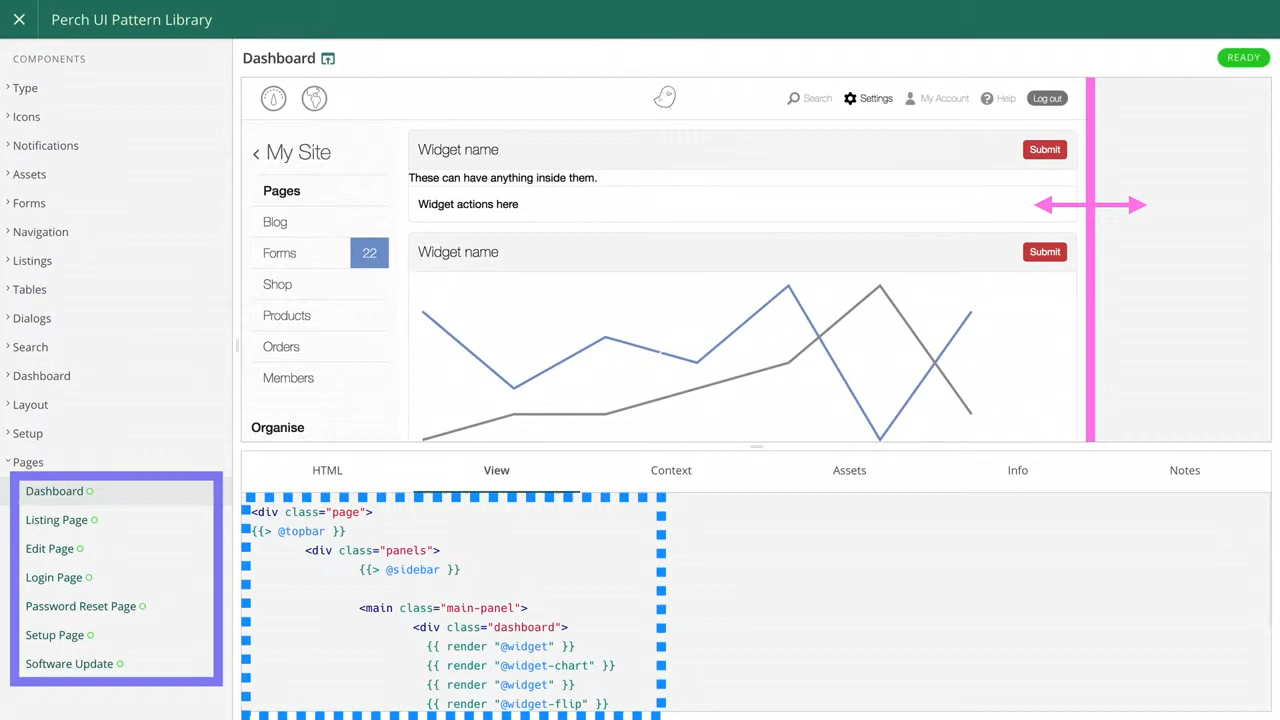 Perch UI Pattern Library
COMPONENTS
Type
Icons
Notifications
Assets
Forms
Navigation
Listings
Tables
Dialogs
Search
Dashboard
Layout
Setup
Pages
Dashboard
Listing Page
Edit Page
Login Page
Password Reset Page
Setup Page
Software Update
Dashboard
READY
Search
Settings
My Account
Help
Log out
My Site
Pages
Blog
Forms 22
Shop
Products
Orders
Members
Organise
Widget name
Submit
These can have anything inside them.
Widget actions here
Widget name
Submit
HTML View Context Assets Info Notes
<div class="page">
{{> @topbar }}
<div class="panels">
{{> @sidebar }}
<main class="main-panel">
<div class="dashboard">
{{ render "@widget" }}
{{ render "@widget-chart" }}
{{ render "@widget" }}
{{ render "@widget-flip" }}